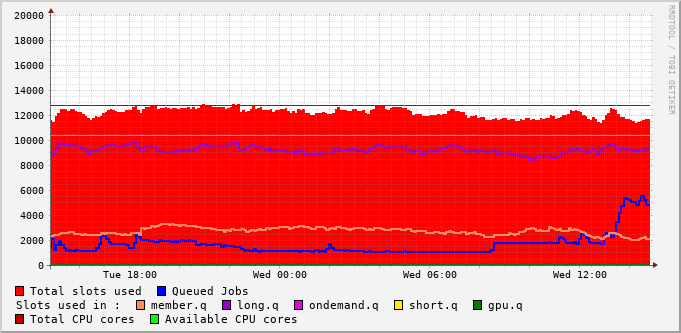 RRDTOOL / TOBI OETIKER
20000
18000
16000
14000
12000
10000
8000
6000
4000
2000
0
Tue 18:00 Wed 00:00 Wed 06:00 Wed 12:00
Total slots used Queued Jobs
Slots used in : member.q long.q ondemand.q short.q gpu.q
Total CPU cores Available CPU cores